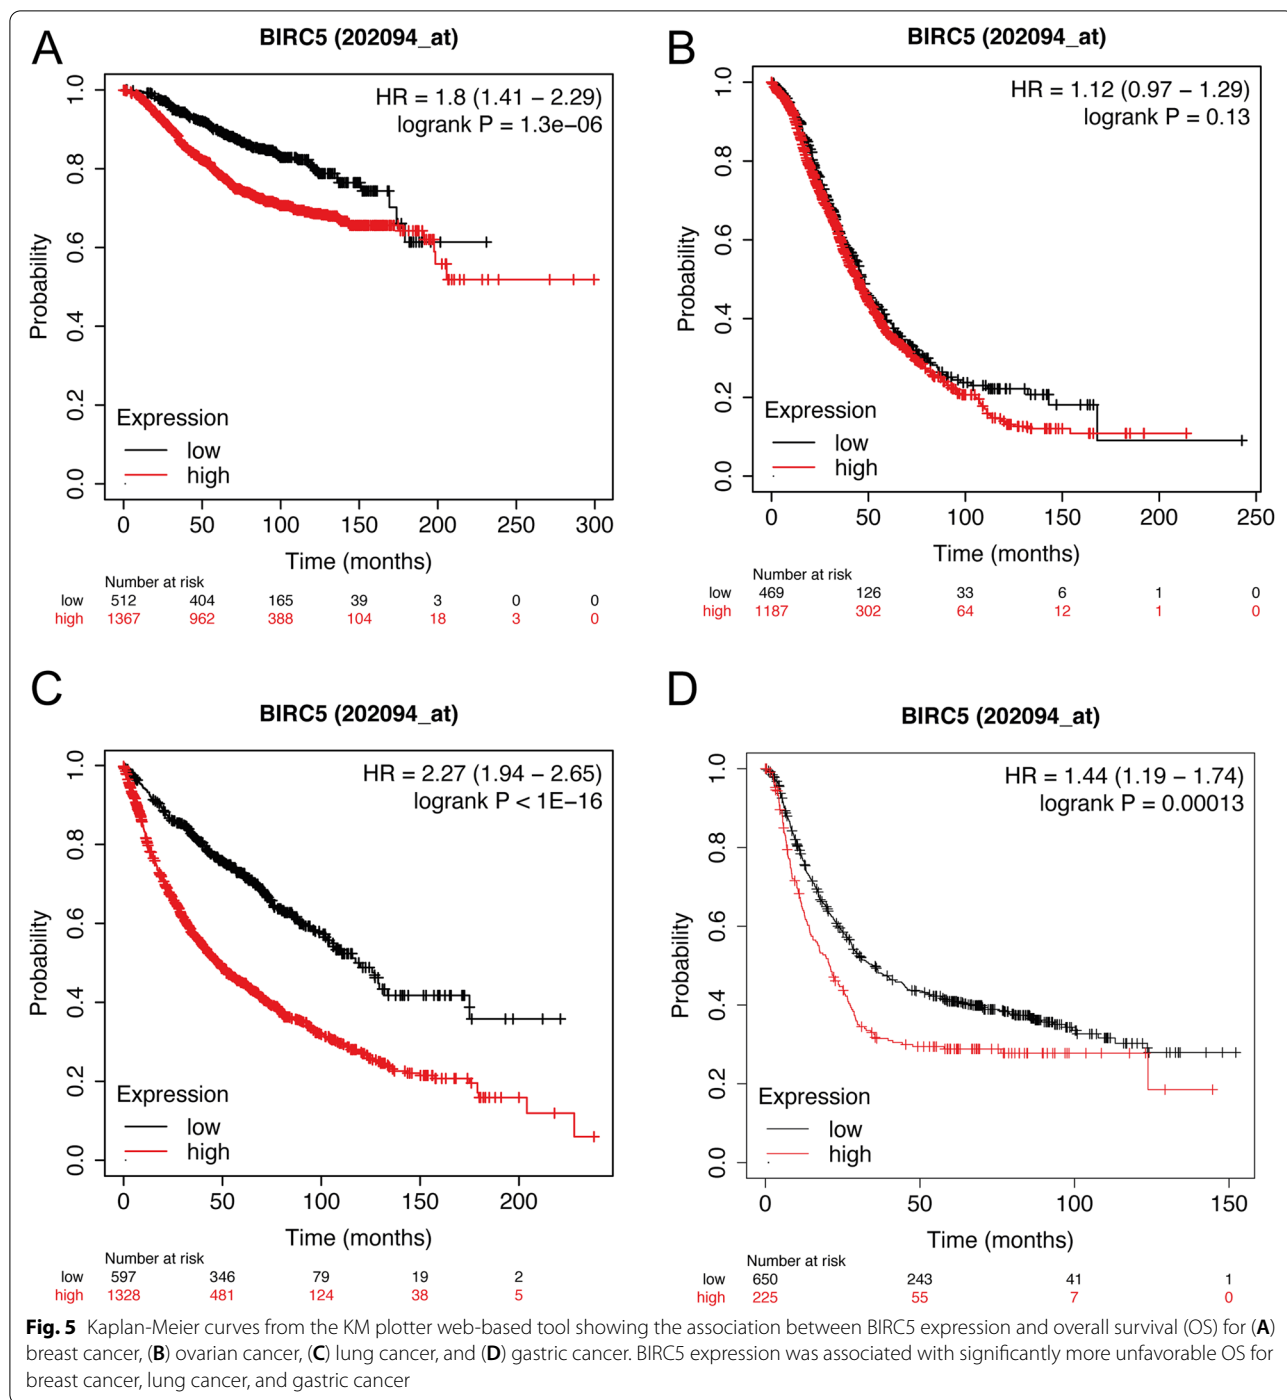 A
BIRC5 (202094_at)
HR = 1.8 (1.41 − 2.29)
logrank P = 1.3e−06
Probability
1.0
0.8
0.6
0.4
0.2
0.0
Expression
low
high
0 50 100 150 200 250 300
Time (months)
Number at risk
low 512 404 165 39 3 0 0
high 1367 962 388 104 18 3 0
B
BIRC5 (202094_at)
HR = 1.12 (0.97 − 1.29)
logrank P = 0.13
Probability
1.0
0.8
0.6
0.4
0.2
0.0
Expression
low
high
0 50 100 150 200 250
Time (months)
Number at risk
low 469 126 33 6 1 0
high 1187 302 64 12 1 0
C
BIRC5 (202094_at)
HR = 2.27 (1.94 − 2.65)
logrank P < 1E−16
Probability
1.0
0.8
0.6
0.4
0.2
0.0
Expression
low
high
0 50 100 150 200
Time (months)
Number at risk
low 597 346 79 19 2
high 1328 481 124 38 5
D
BIRC5 (202094_at)
HR = 1.44 (1.19 − 1.74)
logrank P = 0.00013
Probability
1.0
0.8
0.6
0.4
0.2
0.0
Expression
low
high
0 50 100 150
Time (months)
Number at risk
low 650 243 41 1
high 225 55 7 0
Fig. 5 Kaplan-Meier curves from the KM plotter web-based tool showing the association between BIRC5 expression and overall survival (OS) for (A)
breast cancer, (B) ovarian cancer, (C) lung cancer, and (D) gastric cancer. BIRC5 expression was associated with significantly more unfavorable OS for
breast cancer, lung cancer, and gastric cancer